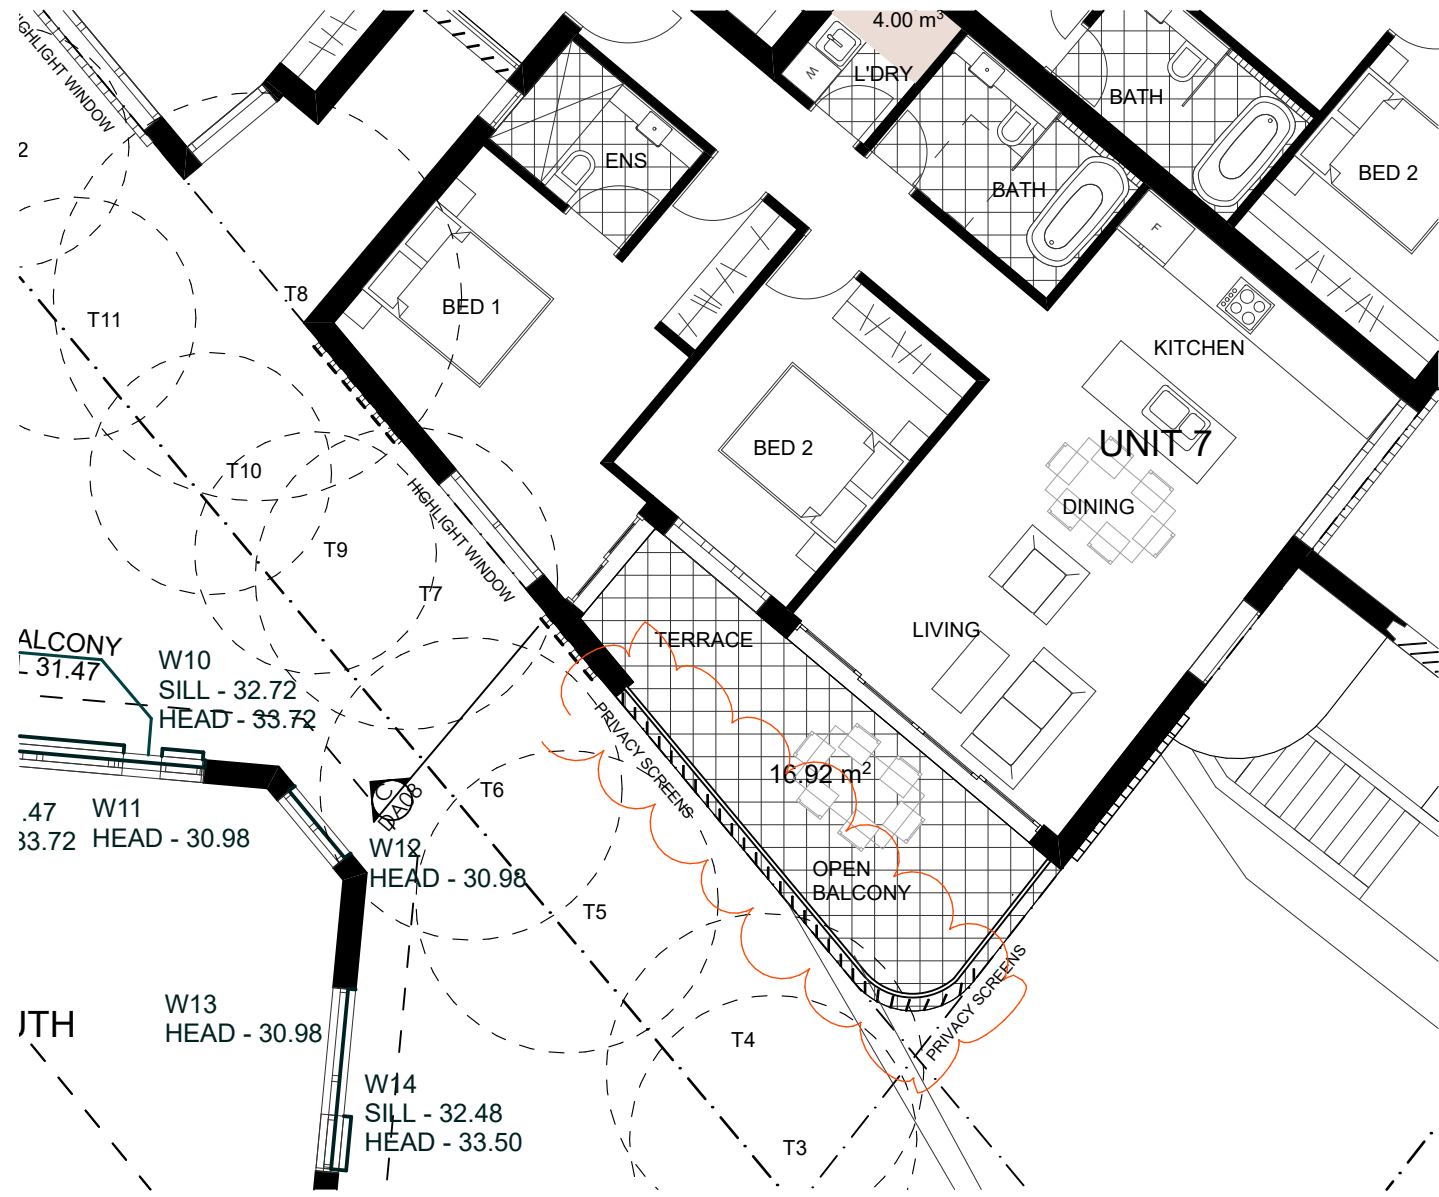 4.00 m³
HIGHLIGHT WINDOW
L'DRY
W
BATH
BATH
BED 2
ENS
2
T8
T11
BED 1
F
KITCHEN
UNIT 7
BED 2
DINING
T10
HIGHLIGHT WINDOW
T9
T7
LIVING
TERRACE
ALCONY
31.47
W10
SILL - 32.72
HEAD - 33.72
PRIVACY SCREENS
16.92 m²
T6
C
DA08
.47
33.72
W11
HEAD - 30.98
W12
HEAD - 30.98
OPEN
BALCONY
T5
PRIVACY SCREENS
W13
HEAD - 30.98
UTH
T4
W14
SILL - 32.48
HEAD - 33.50
T3